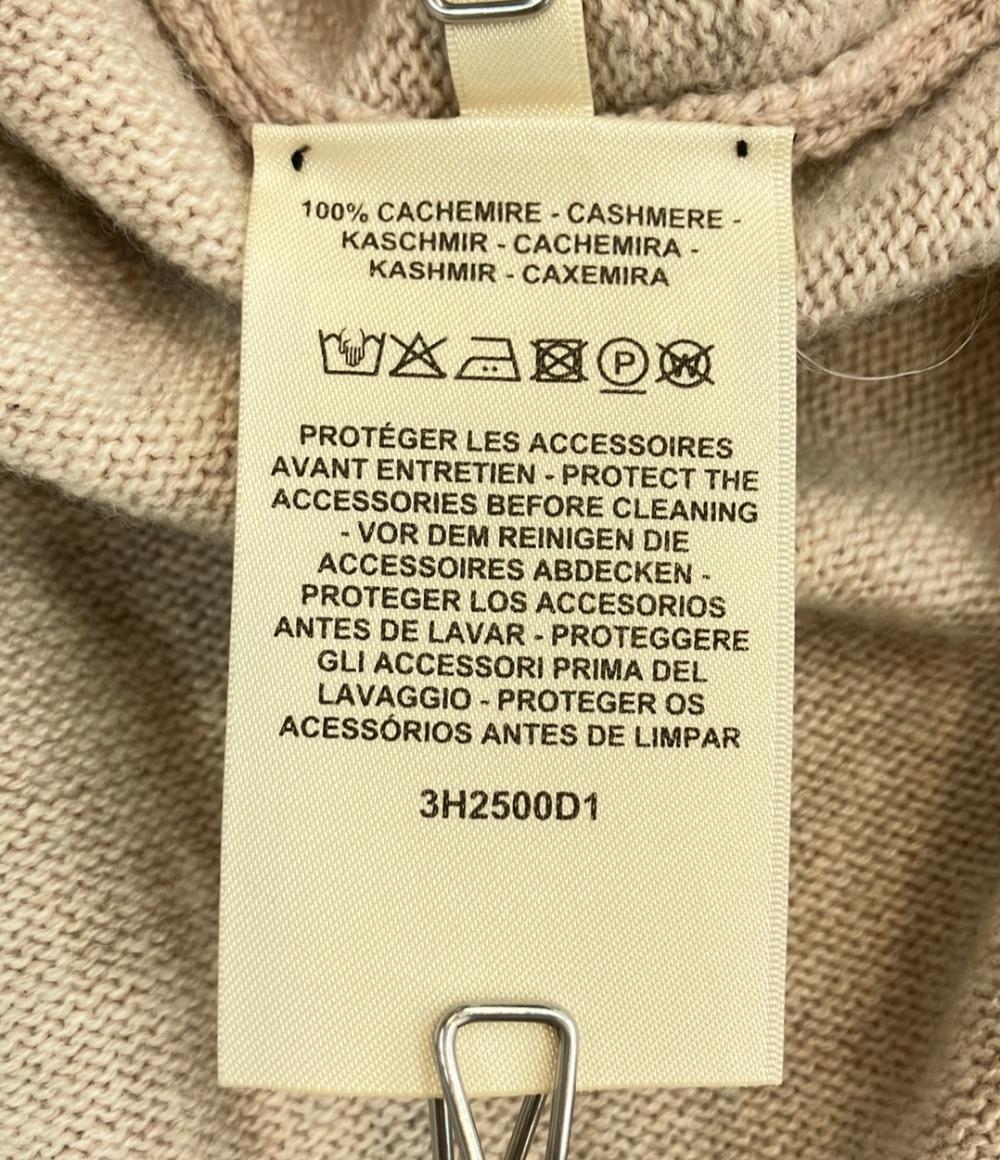 100% CACHEMIRE - CASHMERE -
KASCHMIR - CACHEMIRA -
KASHMIR - CAXEMIRA
P W
PROTÉGER LES ACCESSOIRES
AVANT ENTRETIEN - PROTECT THE
ACCESSORIES BEFORE CLEANING
- VOR DEM REINIGEN DIE
ACCESSOIRES ABDECKEN -
PROTEGER LOS ACCESORIOS
ANTES DE LAVAR - PROTEGGERE
GLI ACCESSORI PRIMA DEL
LAVAGGIO - PROTEGER OS
ACESSÓRIOS ANTES DE LIMPAR
3H2500D1